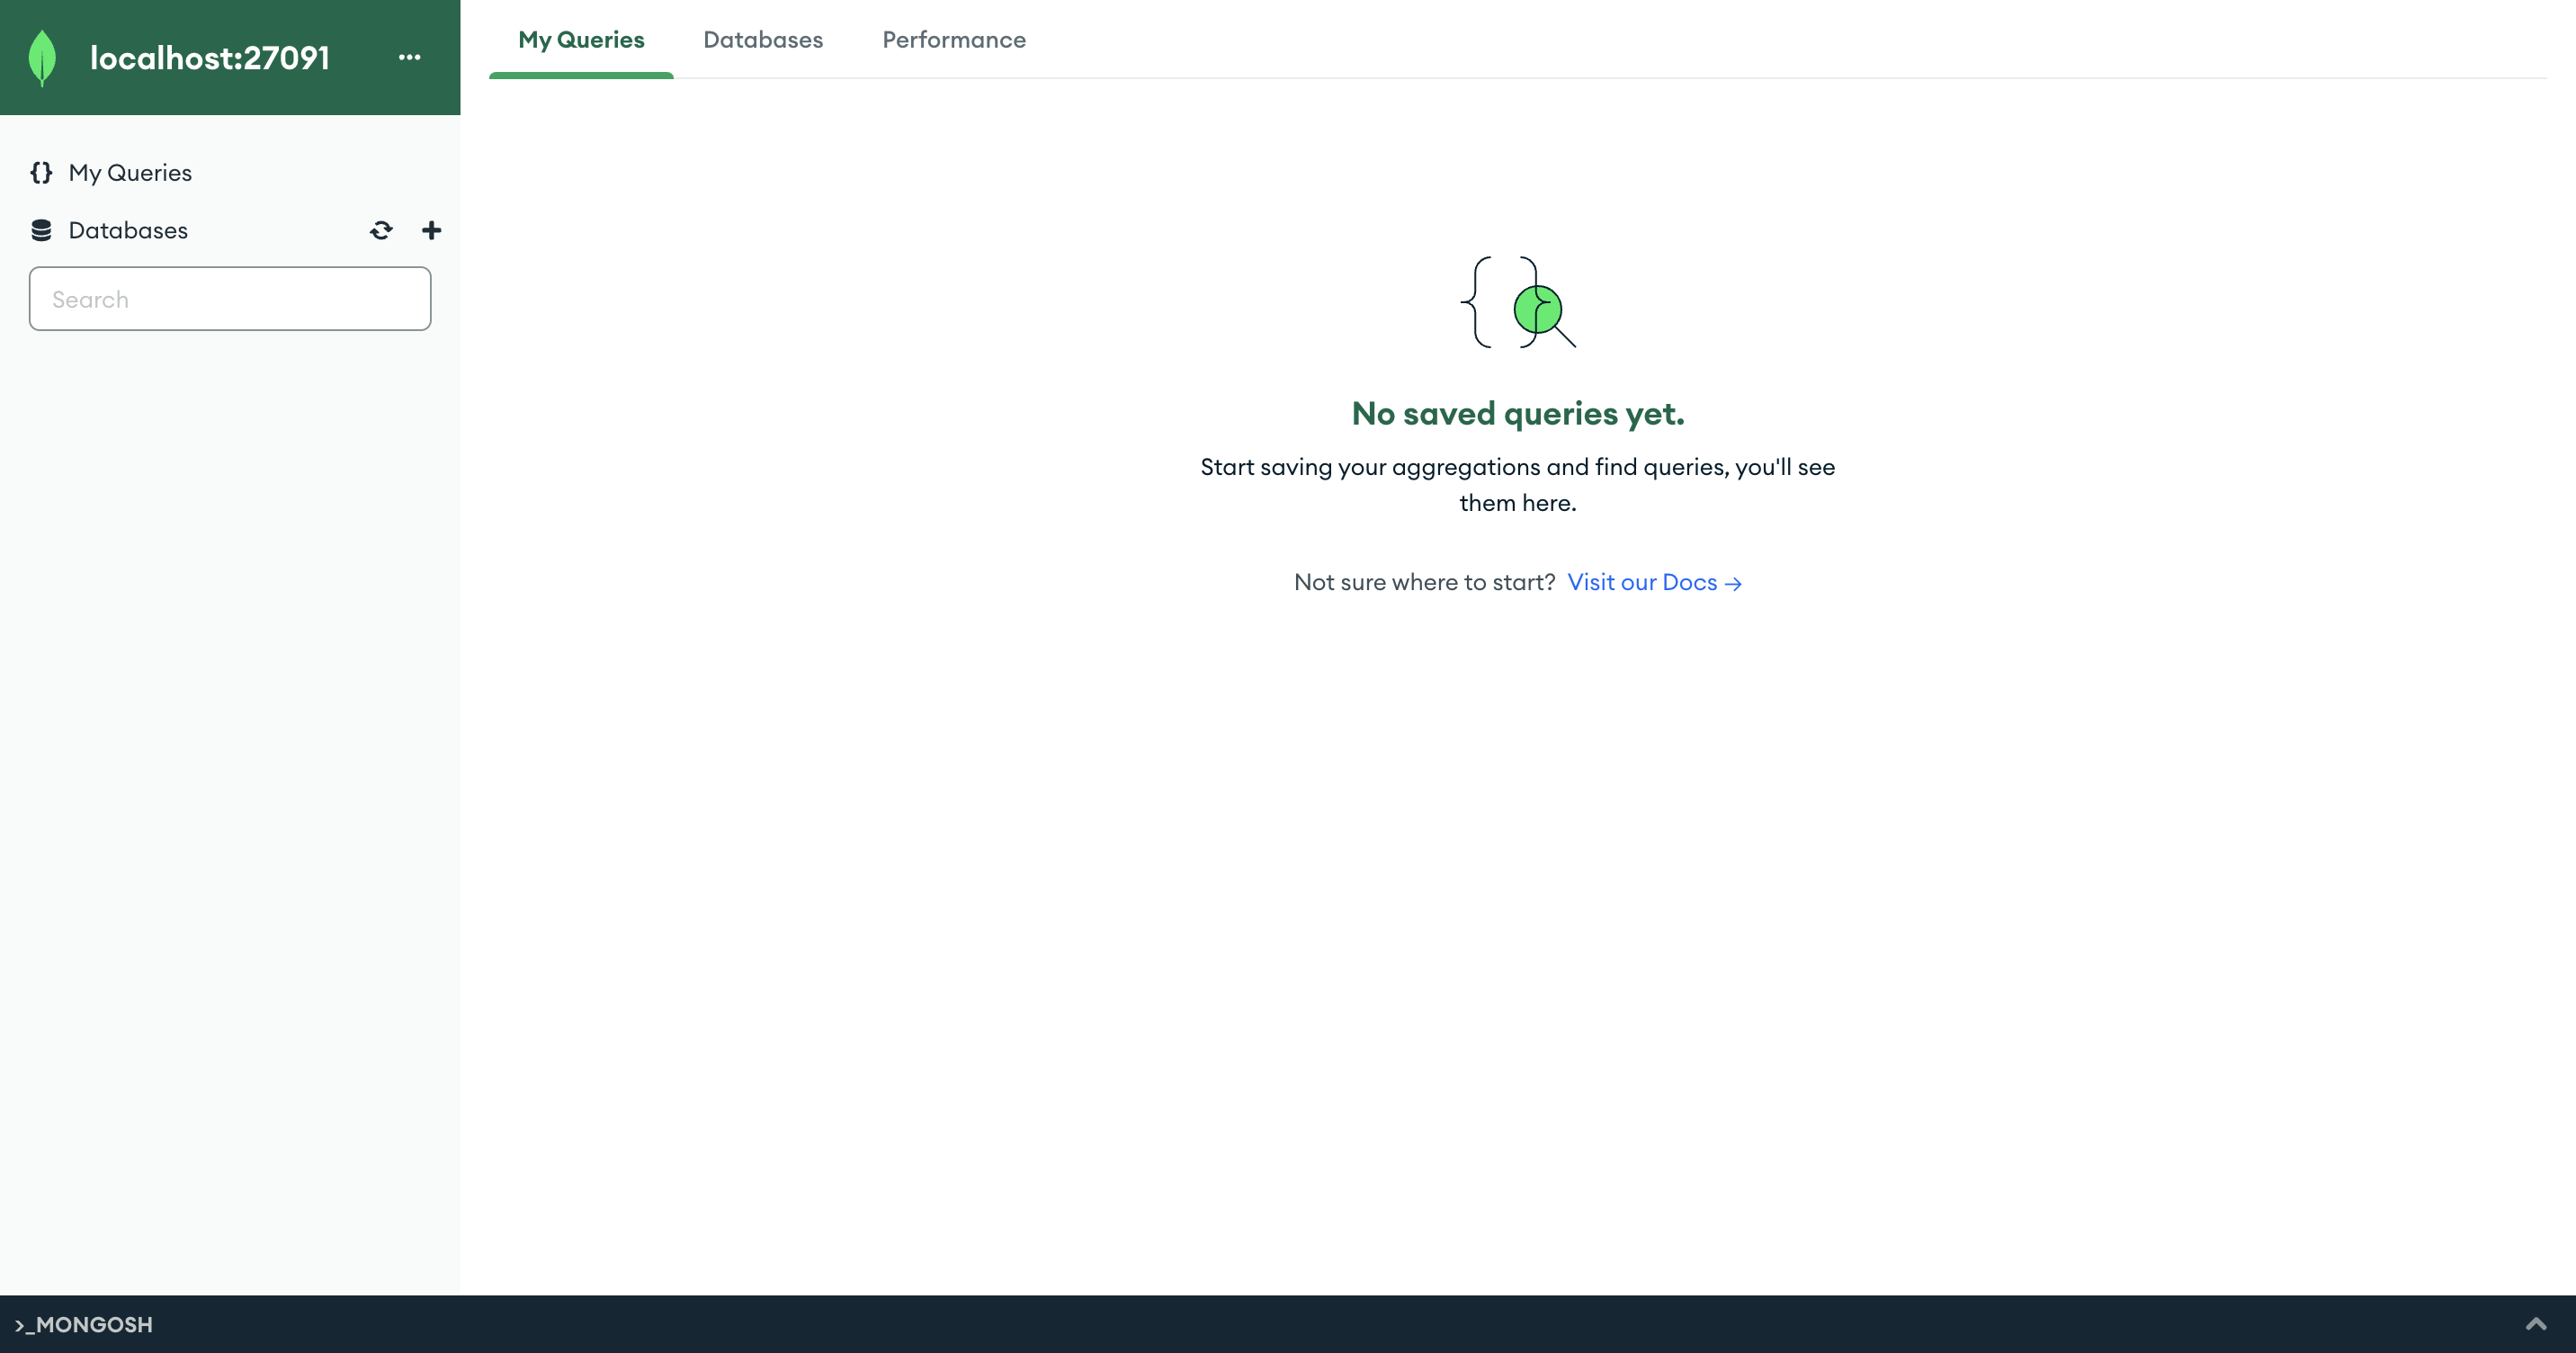 localhost:27091
My Queries
Databases
Search
My Queries Databases Performance
No saved queries yet.
Start saving your aggregations and find queries, you'll see
them here.
Not sure where to start? Visit our Docs →
>_MONGOSH